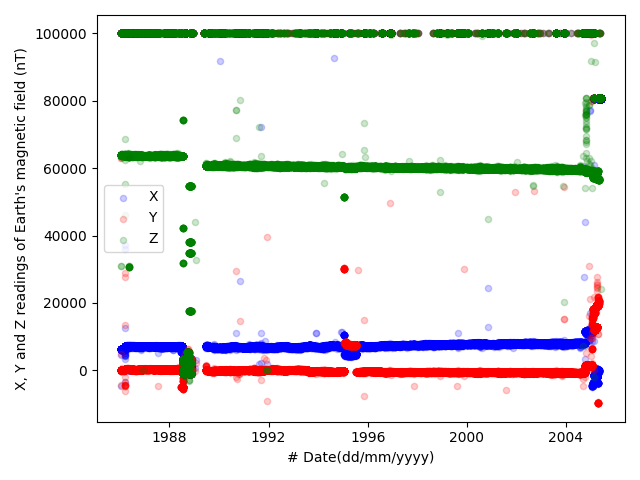 100000
80000
60000
40000
20000
0
X, Y and Z readings of Earth's magnetic field (nT)
X
Y
Z
1988
1992
1996
2000
2004
# Date(dd/mm/yyyy)